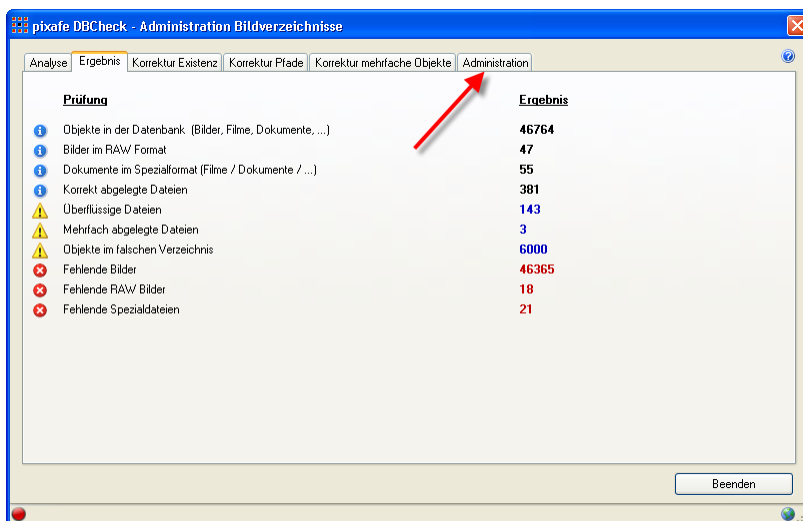 pixafe DBCheck - Administration Bildverzeichnisse
Analyse Ergebnis Korrektur Existenz Korrektur Pfade Korrektur mehrfache Objekte Administration
Prüfung Ergebnis
Objekte in der Datenbank (Bilder, Filme, Dokumente, ...) 46764
Bilder im RAW Format 47
Dokumente im Spezialformat (Filme / Dokumente / ...) 55
Korrekt abgelegte Dateien 381
Überflüssige Dateien 143
Mehrfach abgelegte Dateien 3
Objekte im falschen Verzeichnis 6000
Fehlende Bilder 46365
Fehlende RAW Bilder 18
Fehlende Spezialdateien 21
Beenden